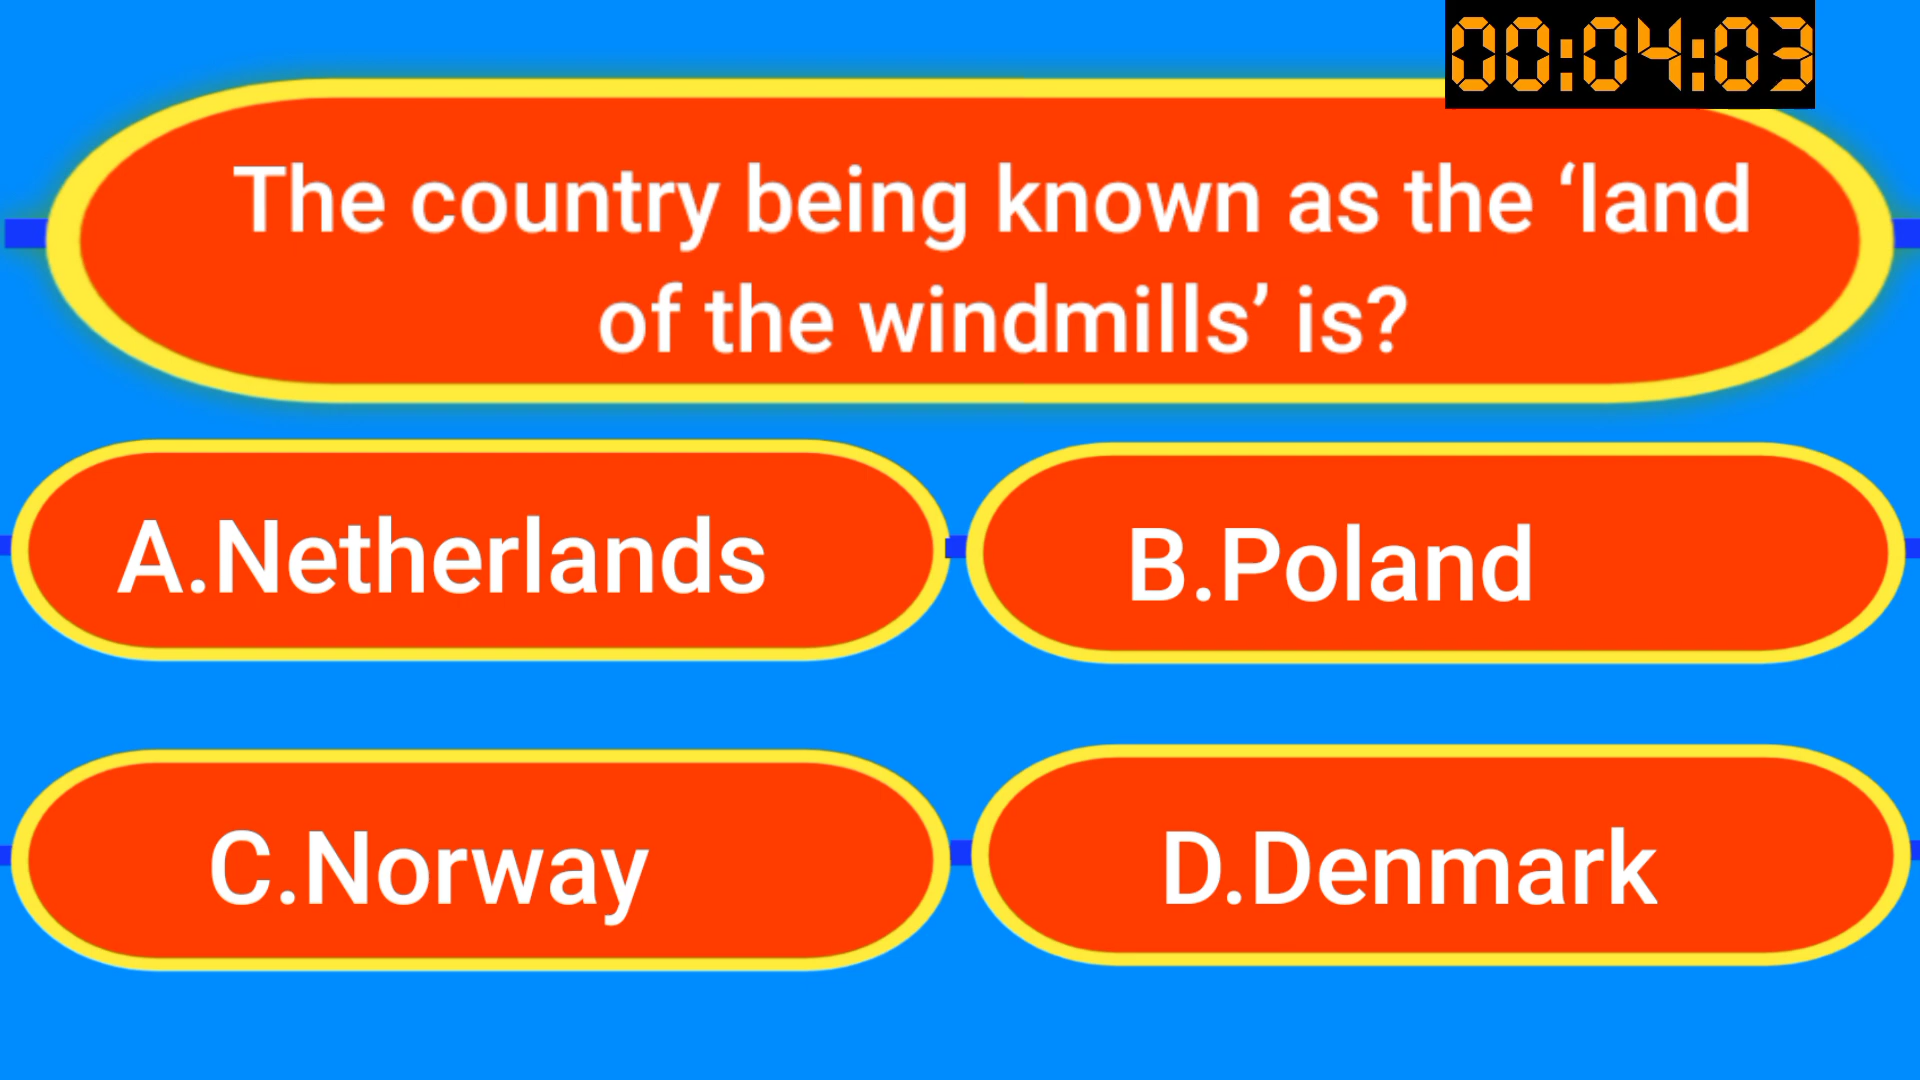 00:04:03
The country being known as the ‘land
of the windmills’ is?
A.Netherlands
B.Poland
C.Norway
D.Denmark